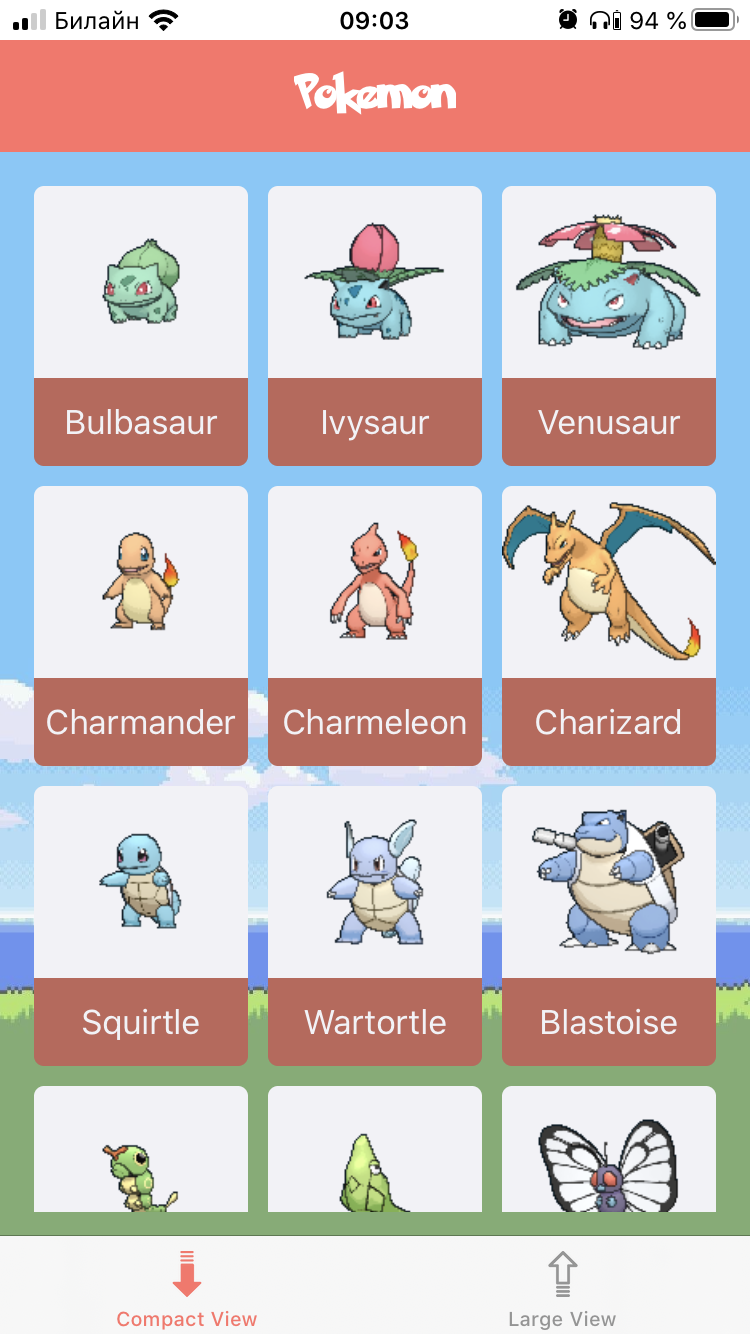 Билайн 09:03 94 %
Pokemon
Bulbasaur Ivysaur Venusaur
Charmander Charmeleon Charizard
Squirtle Wartortle Blastoise
Compact View Large View